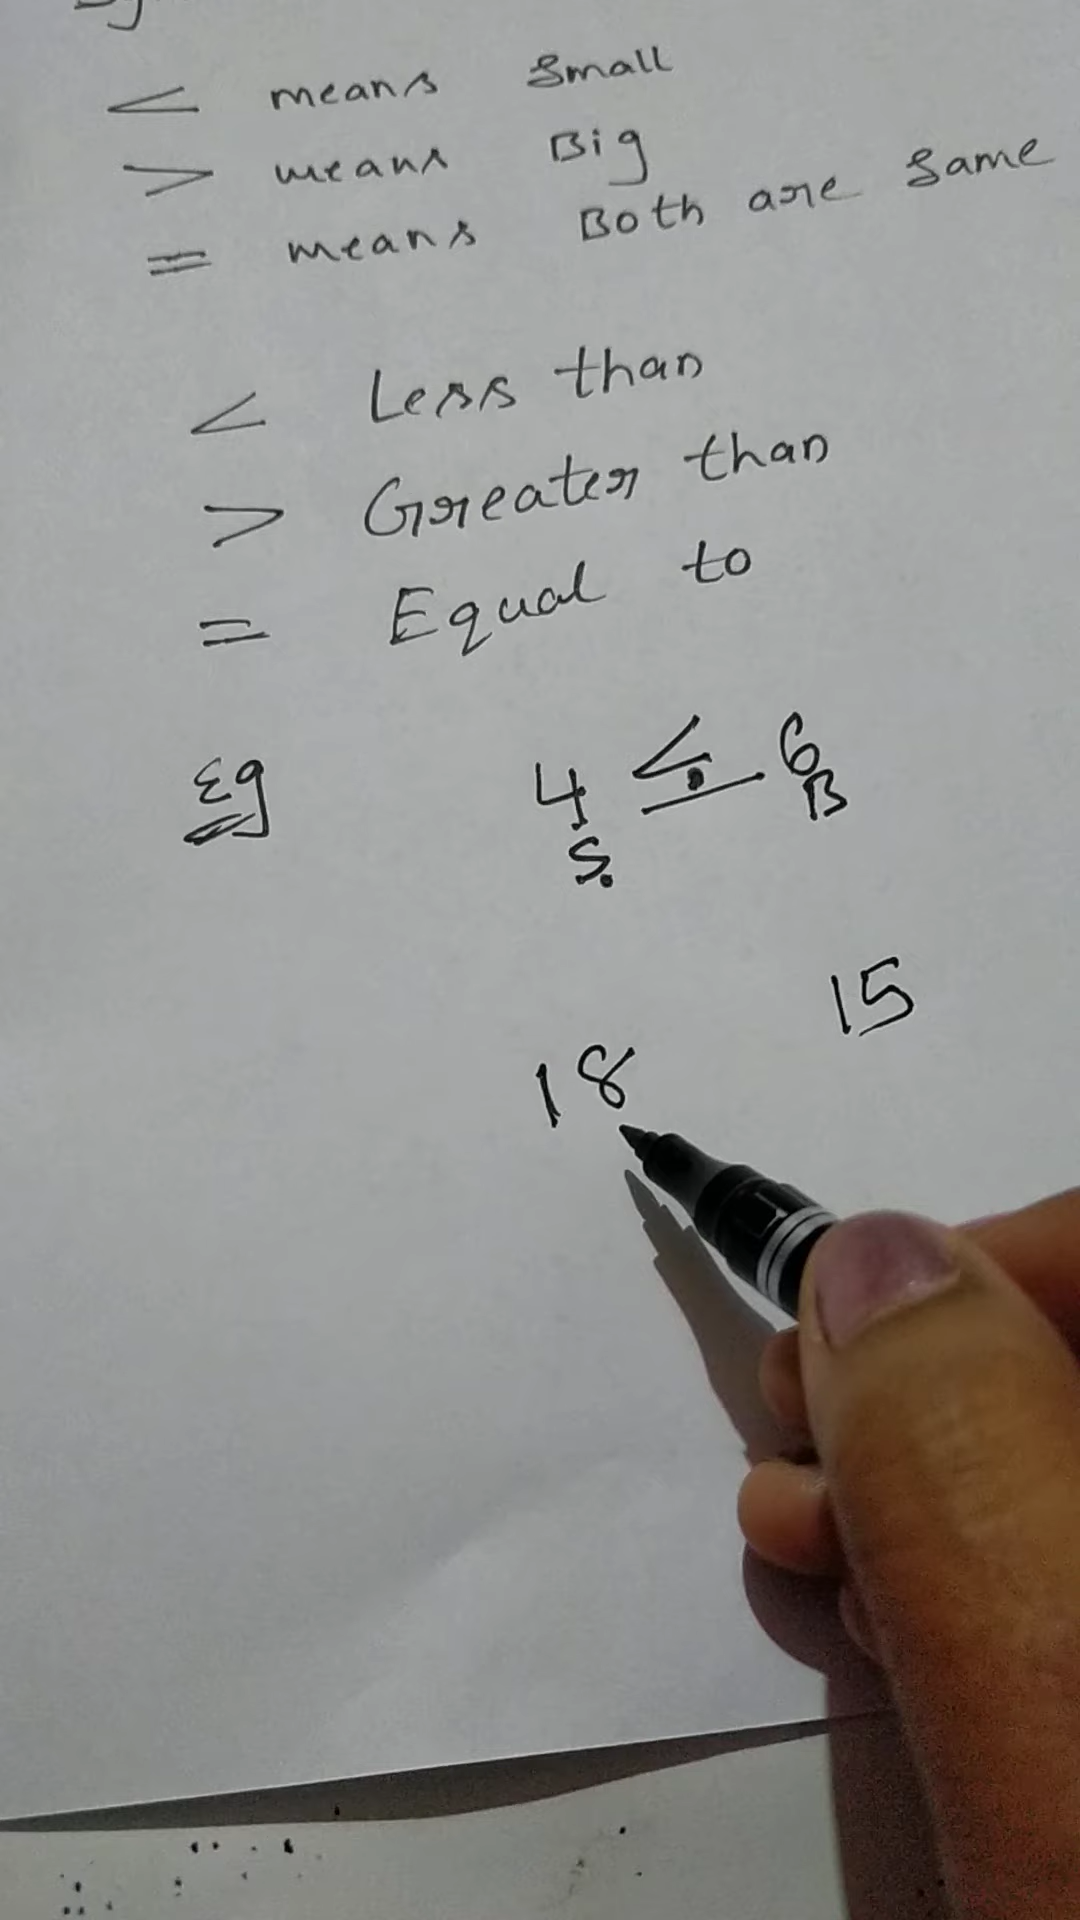 < means small
> means Big
= means Both are same
< Less than
> Greater than
= Equal to
Eg 4 < 6
S. B
18 15